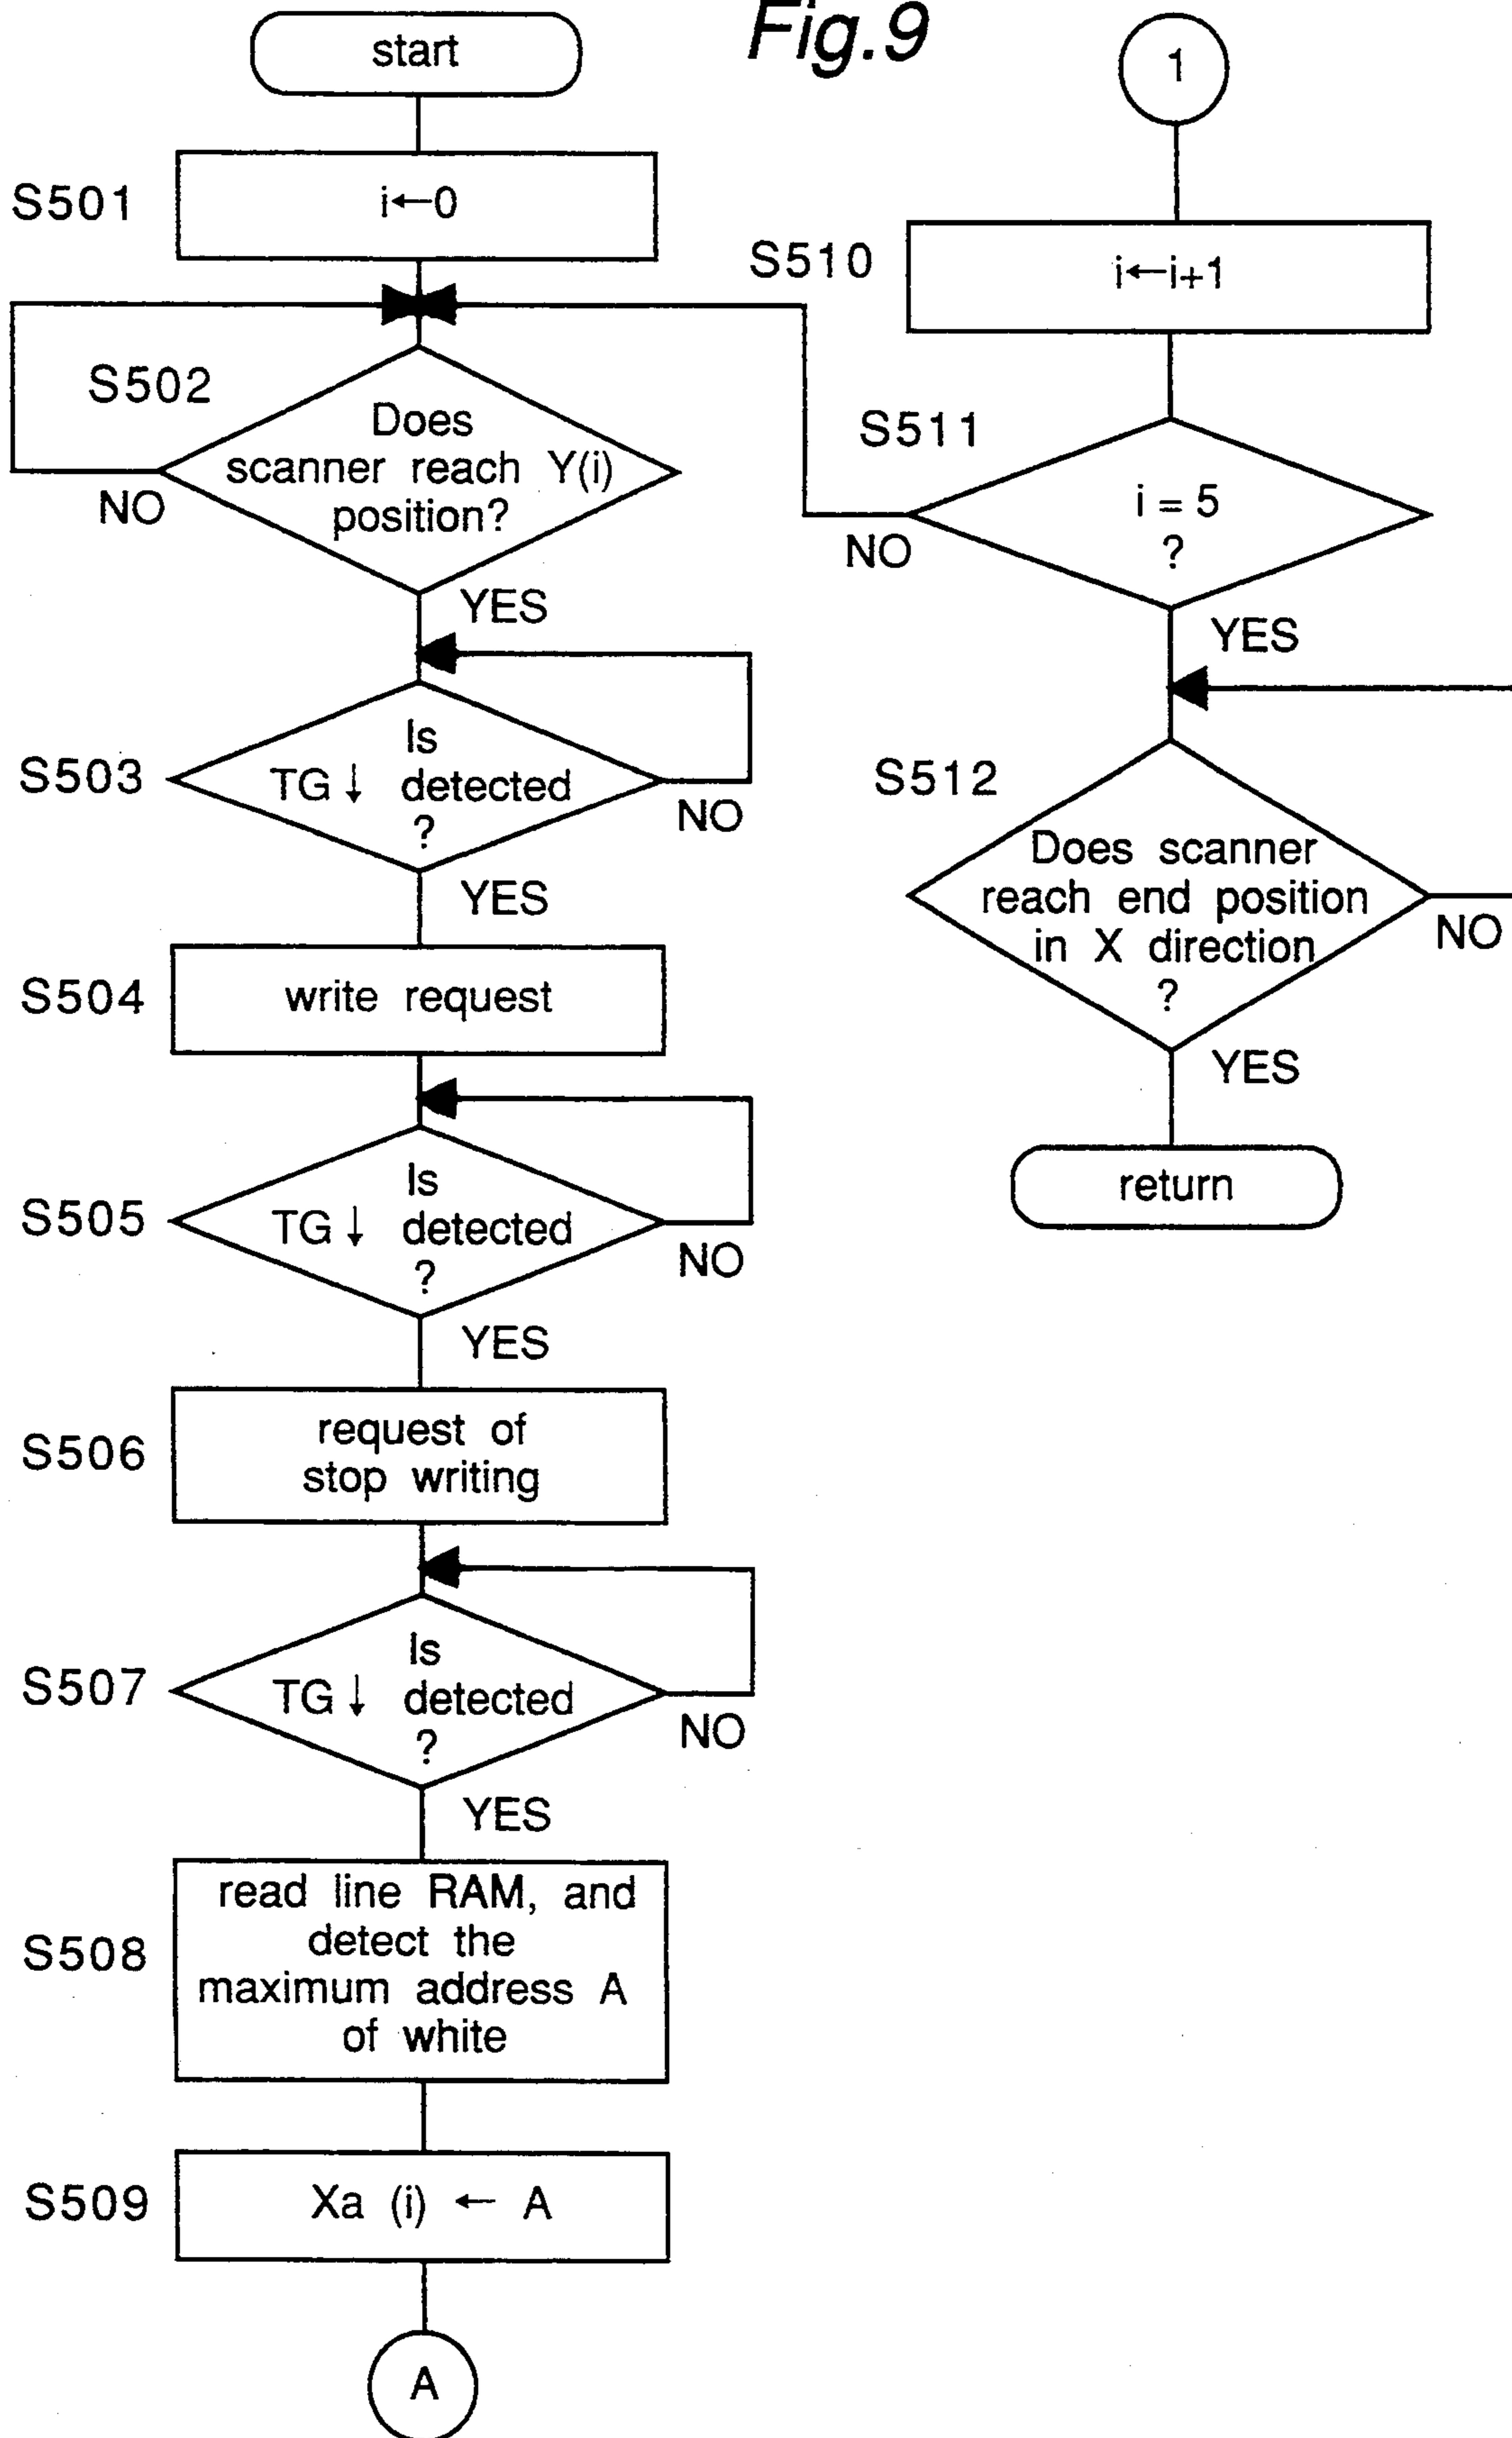 Fig.9
start
S501
i←0
S502
Does
scanner reach Y(i)
position?
NO
YES
S503
Is
TG↓ detected
?
NO
YES
S504
write request
S505
Is
TG↓ detected
?
NO
YES
S506
request of
stop writing
S507
Is
TG↓ detected
?
NO
YES
S508
read line RAM, and
detect the
maximum address A
of white
S509
Xa (i) ← A
A
1
S510
i←i+1
S511
i = 5
?
NO
YES
S512
Does scanner
reach end position
in X direction
?
NO
YES
return